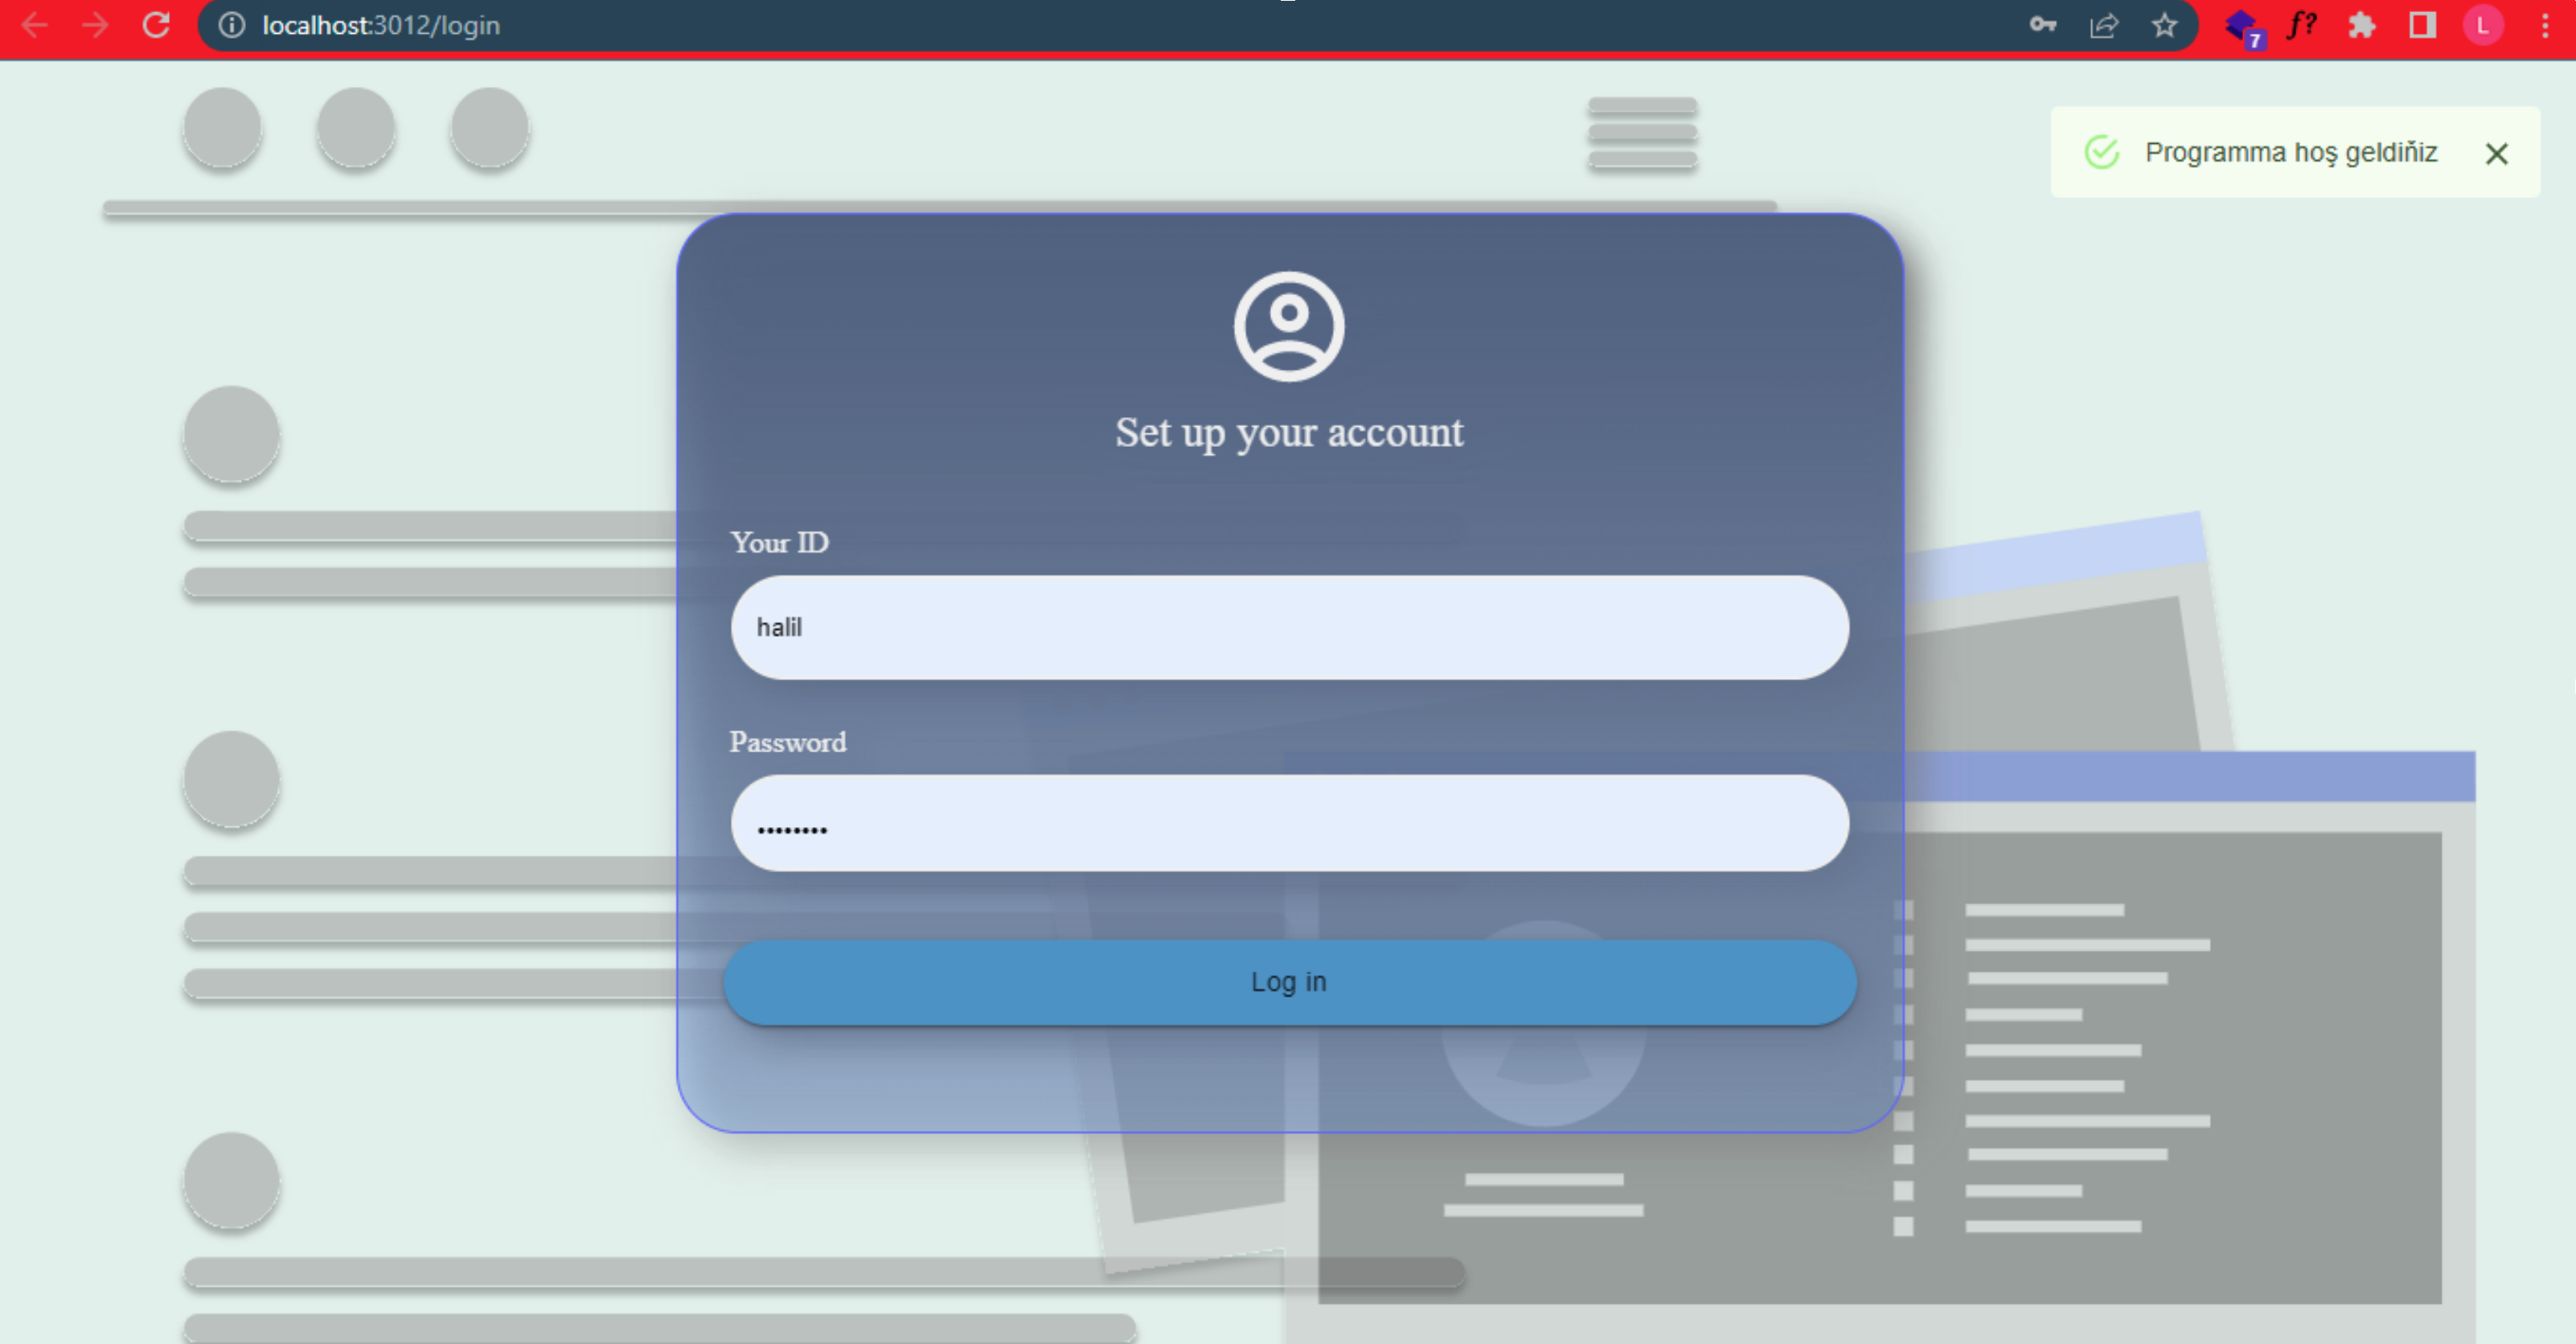 localhost:3012/login
7
f?
L
Programma hoş geldiňiz
Set up your account
Your ID
halil
Password
••••••••
Log in